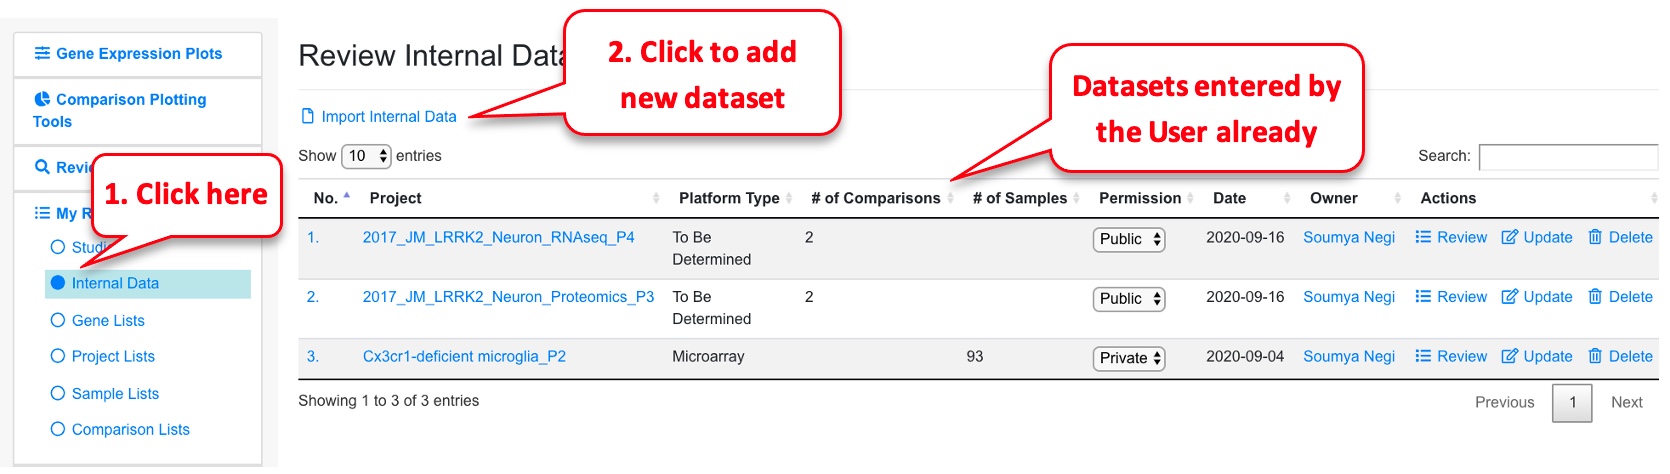 Gene Expression Plots
Comparison Plotting
Tools
Revi
1. Click here
My R
Studi
Internal Data
Gene Lists
Project Lists
Sample Lists
Comparison Lists
Review Internal Data
2. Click to add
new dataset
Import Internal Data
Datasets entered by
the User already
Show 10 entries
Search:
No. Project Platform Type # of Comparisons # of Samples Permission Date Owner Actions
1. 2017_JM_LRRK2_Neuron_RNAseq_P4 To Be 2 Public 2020-09-16 Soumya Negi Review Update Delete
Determined
2. 2017_JM_LRRK2_Neuron_Proteomics_P3 To Be 2 Public 2020-09-16 Soumya Negi Review Update Delete
Determined
3. Cx3cr1-deficient microglia_P2 Microarray 93 Private 2020-09-04 Soumya Negi Review Update Delete
Showing 1 to 3 of 3 entries
Previous 1 Next